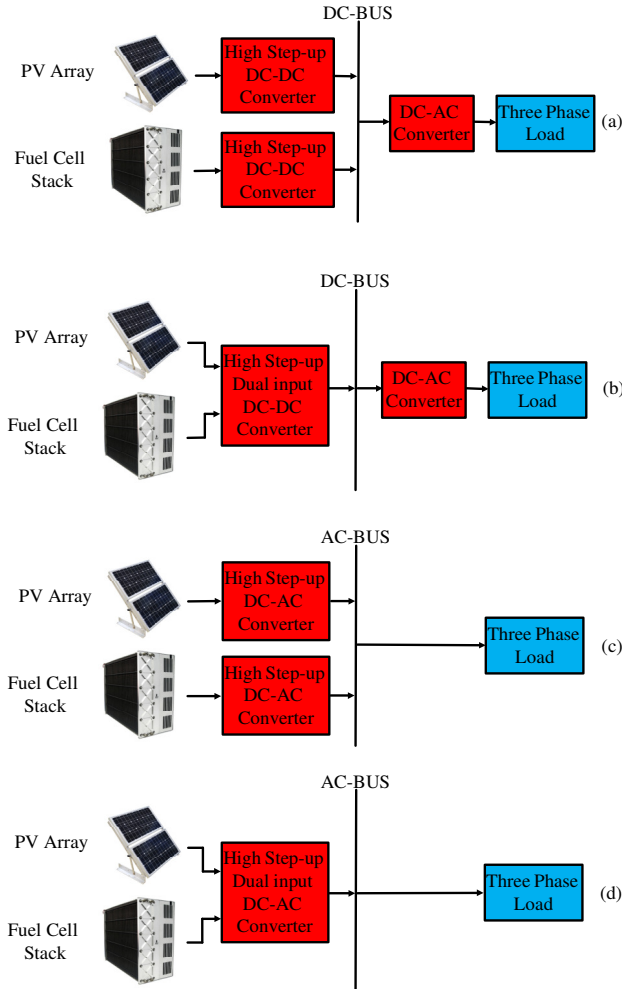 DC-BUS
PV Array
High Step-up
DC-DC
Converter
DC-AC
Converter
Three Phase
Load
(a)
Fuel Cell
Stack
High Step-up
DC-DC
Converter
DC-BUS
PV Array
High Step-up
Dual input
DC-DC
Converter
DC-AC
Converter
Three Phase
Load
(b)
Fuel Cell
Stack
AC-BUS
PV Array
High Step-up
DC-AC
Converter
Three Phase
Load
(c)
Fuel Cell
Stack
High Step-up
DC-AC
Converter
AC-BUS
PV Array
High Step-up
Dual input
DC-AC
Converter
Three Phase
Load
(d)
Fuel Cell
Stack